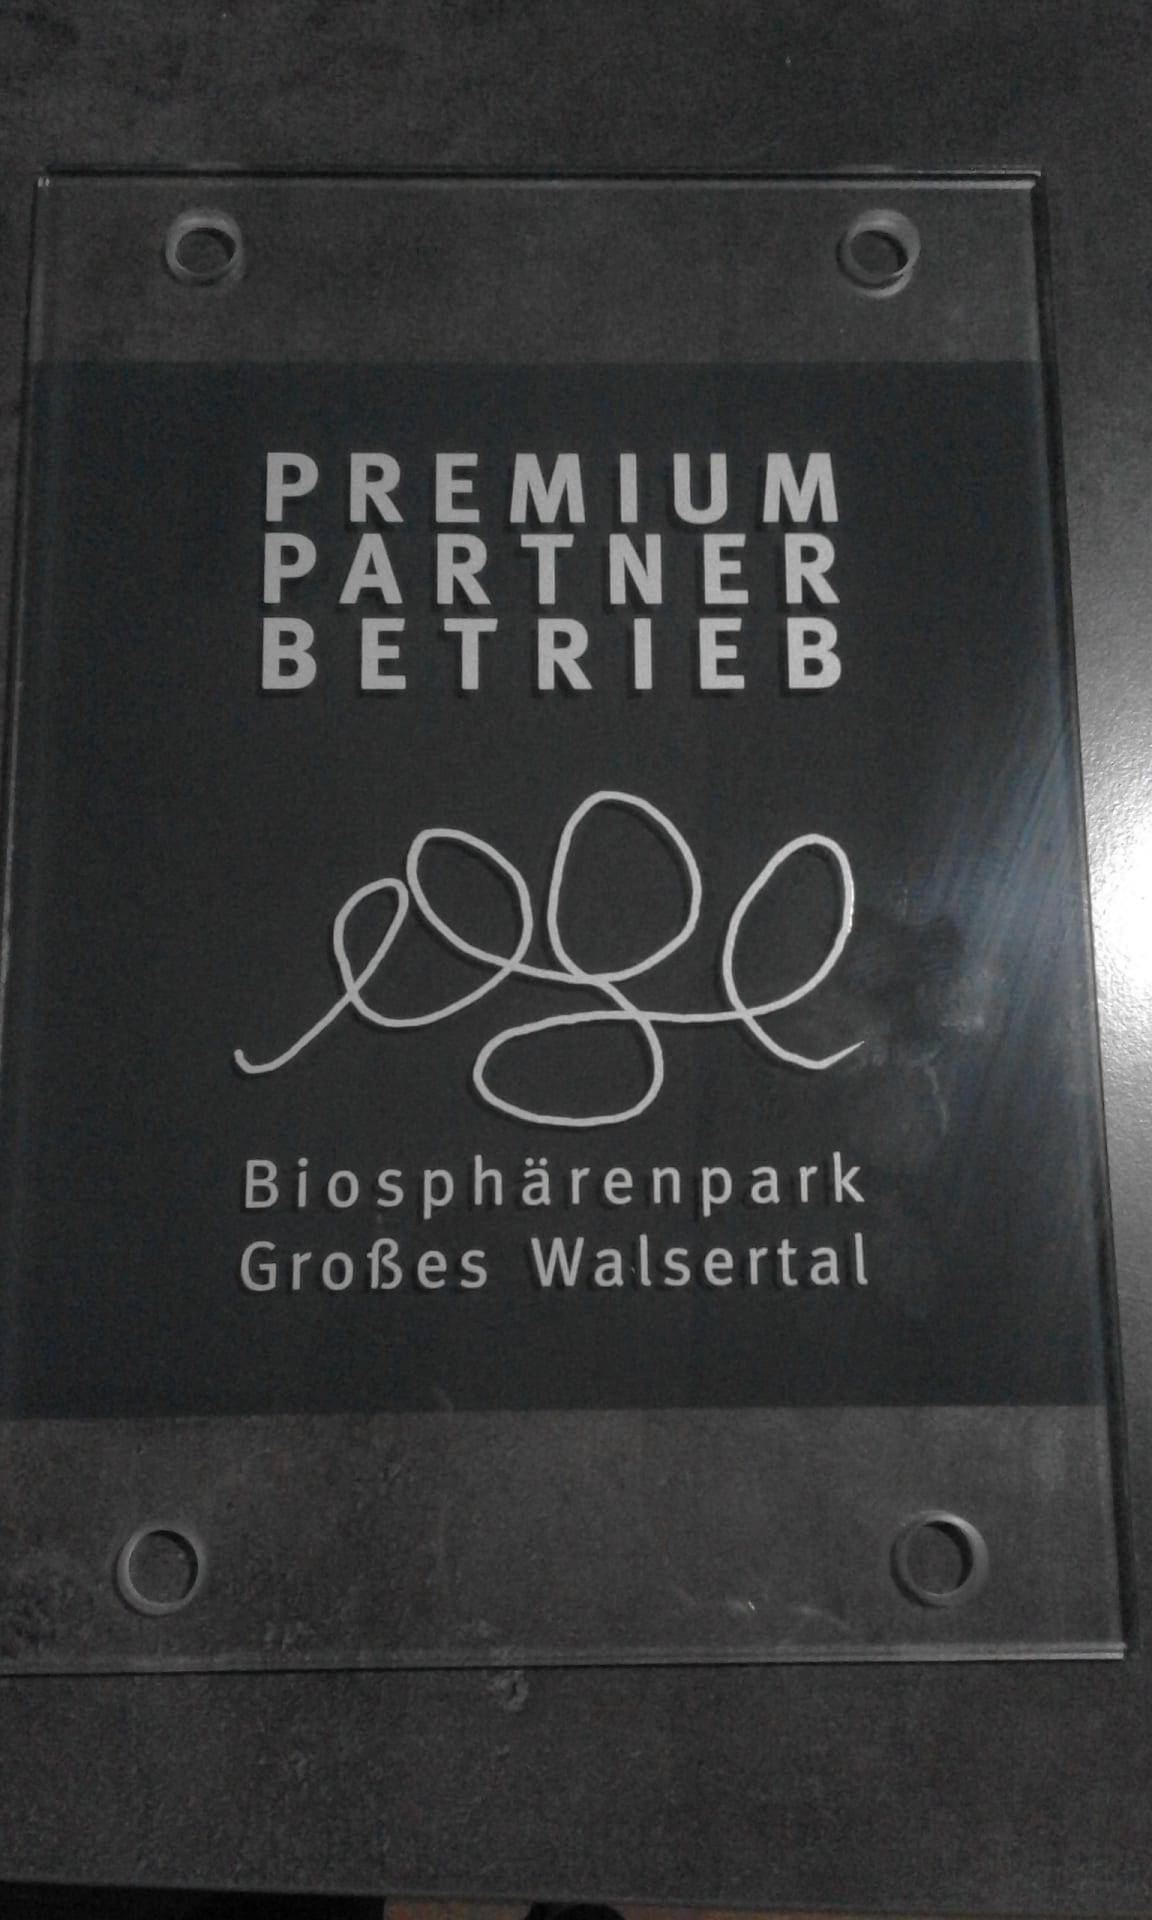 PREMIUM
PARTNER
BETRIEB
Biosphärenpark
Großes Walsertal